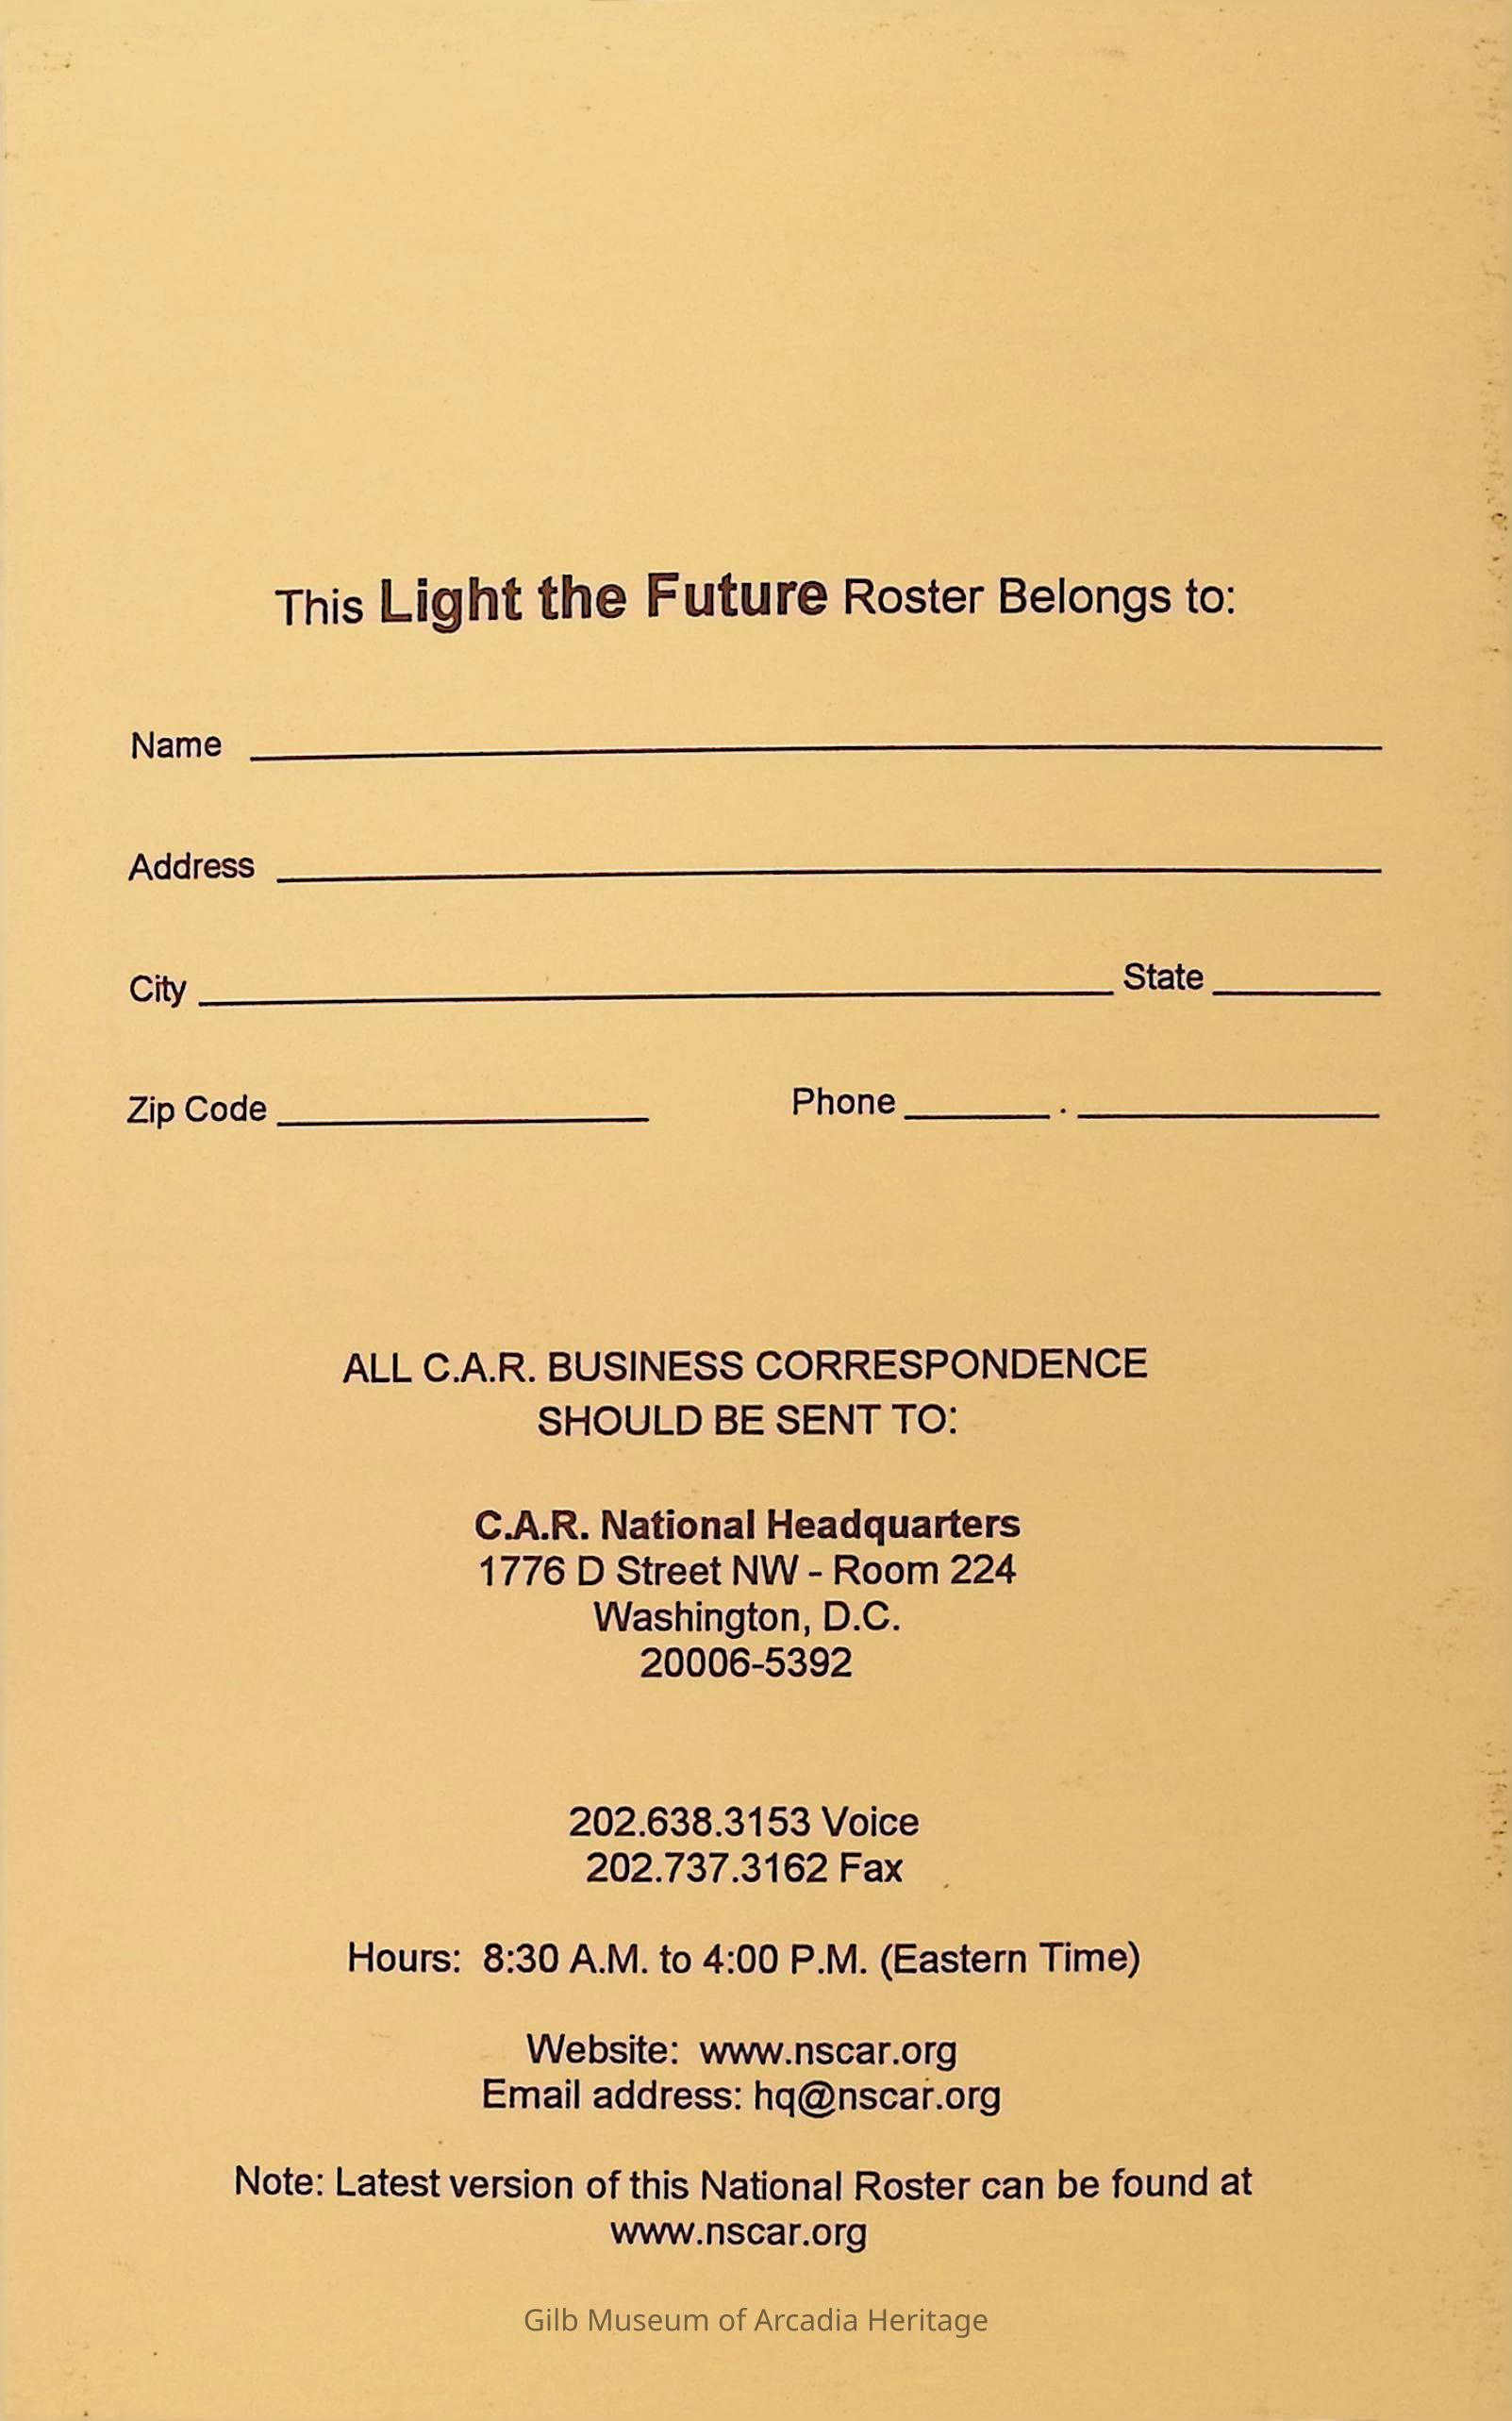 This Light the Future Roster Belongs to:
Name
Address
City State
Zip Code Phone .
ALL C.A.R. BUSINESS CORRESPONDENCE
SHOULD BE SENT TO:
C.A.R. National Headquarters
1776 D Street NW - Room 224
Washington, D.C.
20006-5392
202.638.3153 Voice
202.737.3162 Fax
Hours: 8:30 A.M. to 4:00 P.M. (Eastern Time)
Website: www.nscar.org
Email address: hq@nscar.org
Note: Latest version of this National Roster can be found at
www.nscar.org
Gilb Museum of Arcadia Heritage